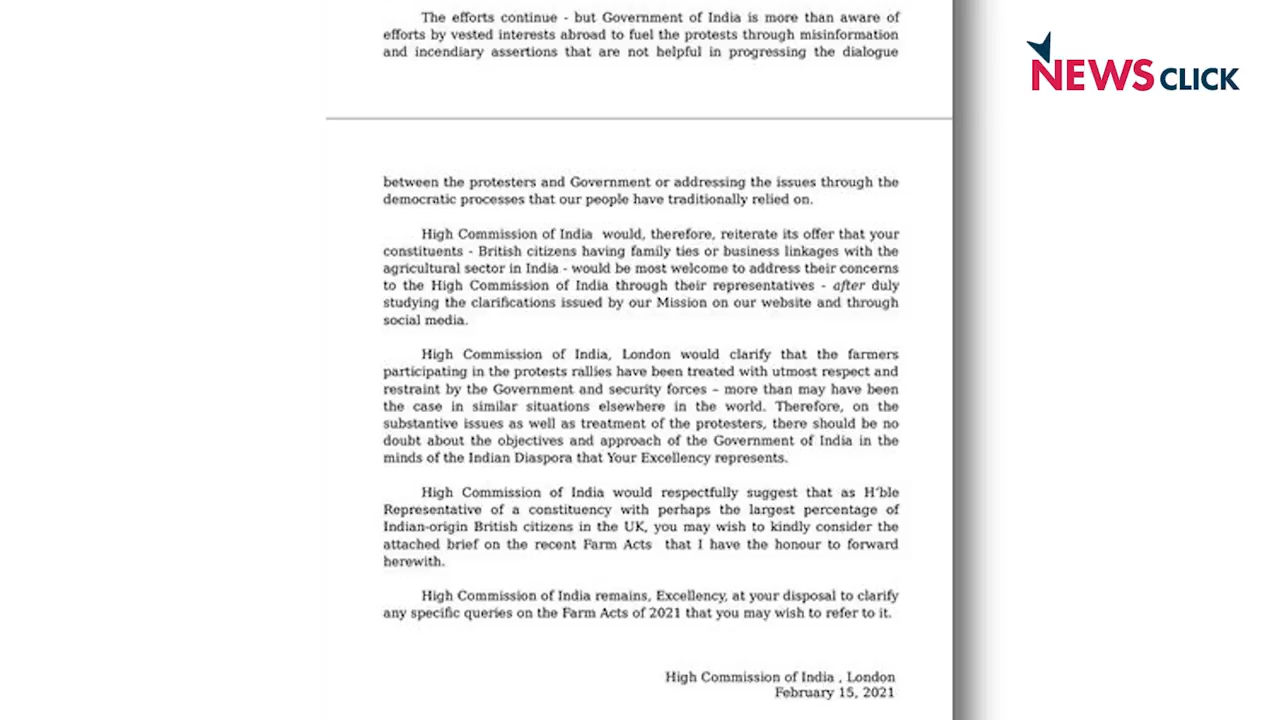 The efforts continue - but Government of India is more than aware of
efforts by vested interests abroad to fuel the protests through misinformation
and incendiary assertions that are not helpful in progressing the dialogue
NEWS CLICK
between the protesters and Government or addressing the issues through the
democratic processes that our people have traditionally relied on.
High Commission of India would, therefore, reiterate its offer that your
constituents - British citizens having family ties or business linkages with the
agricultural sector in India - would be most welcome to address their concerns
to the High Commission of India through their representatives - after duly
studying the clarifications issued by our Mission on our website and through
social media.
High Commission of India, London would clarify that the farmers
participating in the protests rallies have been treated with utmost respect and
restraint by the Government and security forces – more than may have been
the case in similar situations elsewhere in the world. Therefore, on the
substantive issues as well as treatment of the protesters, there should be no
doubt about the objectives and approach of the Government of India in the
minds of the Indian Diaspora that Your Excellency represents.
High Commission of India would respectfully suggest that as H'ble
Representative of a constituency with perhaps the largest percentage of
Indian-origin British citizens in the UK, you may wish to kindly consider the
attached brief on the recent Farm Acts that I have the honour to forward
herewith.
High Commission of India remains, Excellency, at your disposal to clarify
any specific queries on the Farm Acts of 2021 that you may wish to refer to it.
High Commission of India , London
February 15, 2021